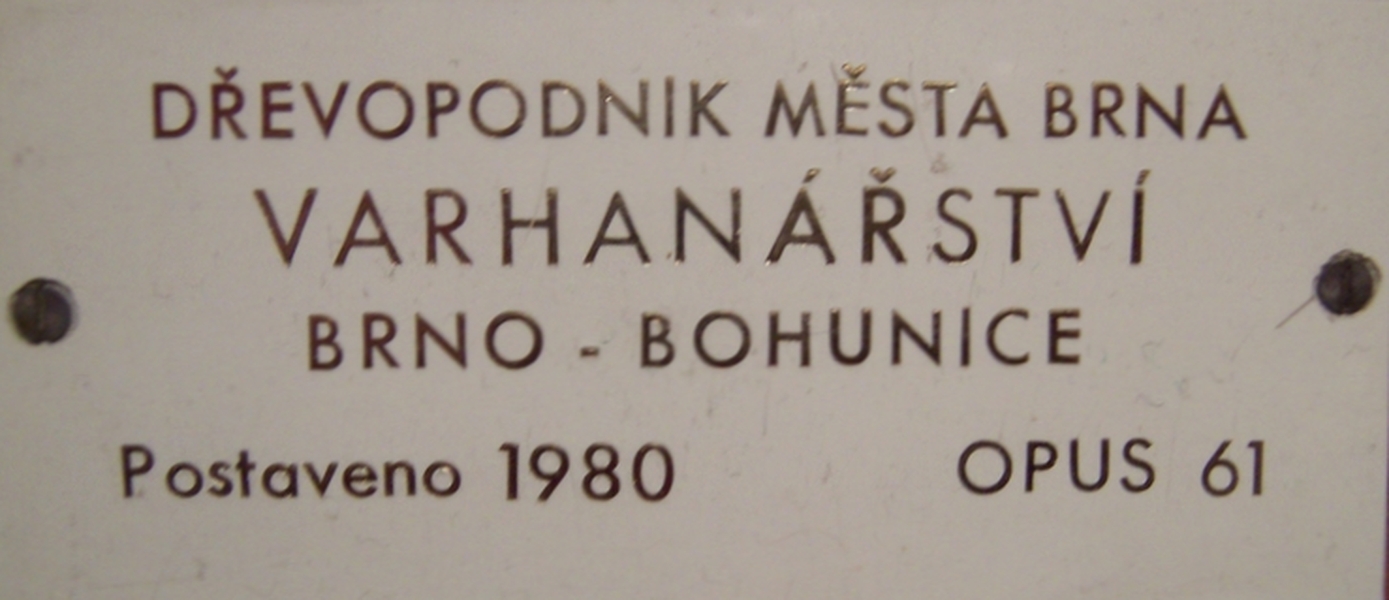 DŘEVOPODNIK MĚSTA BRNA
VARHANÁŘSTVÍ
BRNO - BOHUNICE
Postaveno 1980 OPUS 61